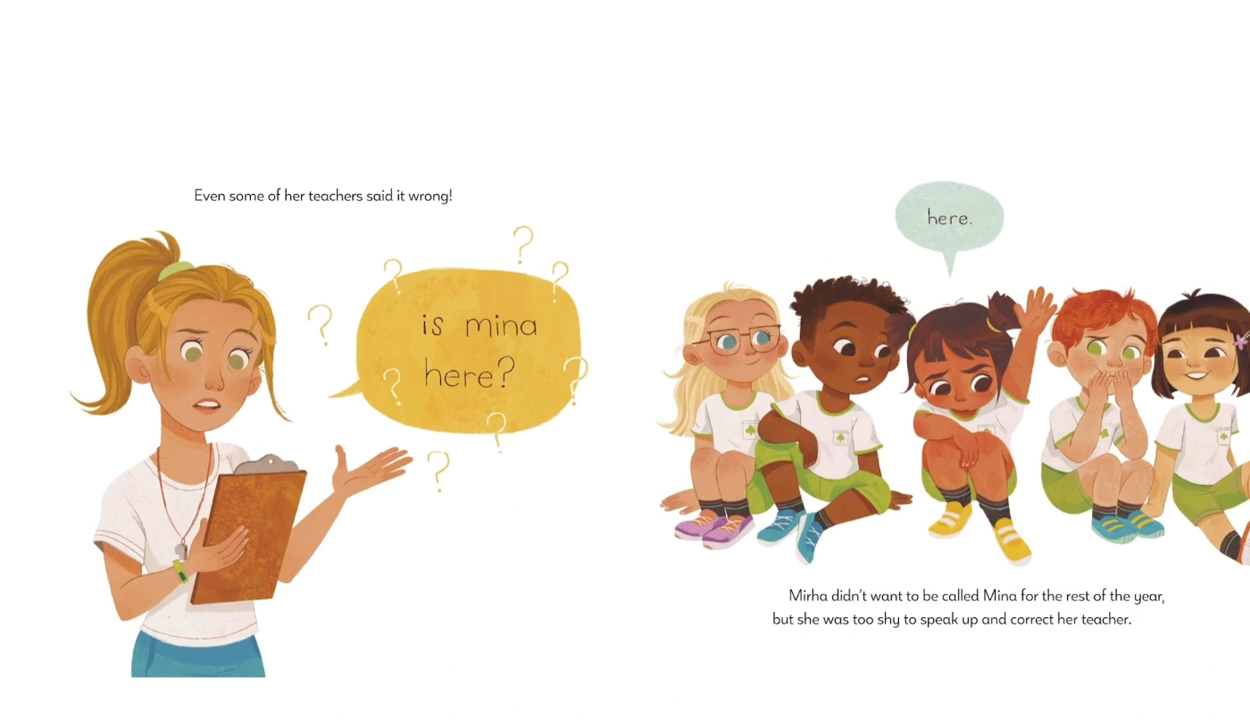 Even some of her teachers said it wrong!
is mina
here?
here.
Mirha didn't want to be called Mina for the rest of the year,
but she was too shy to speak up and correct her teacher.